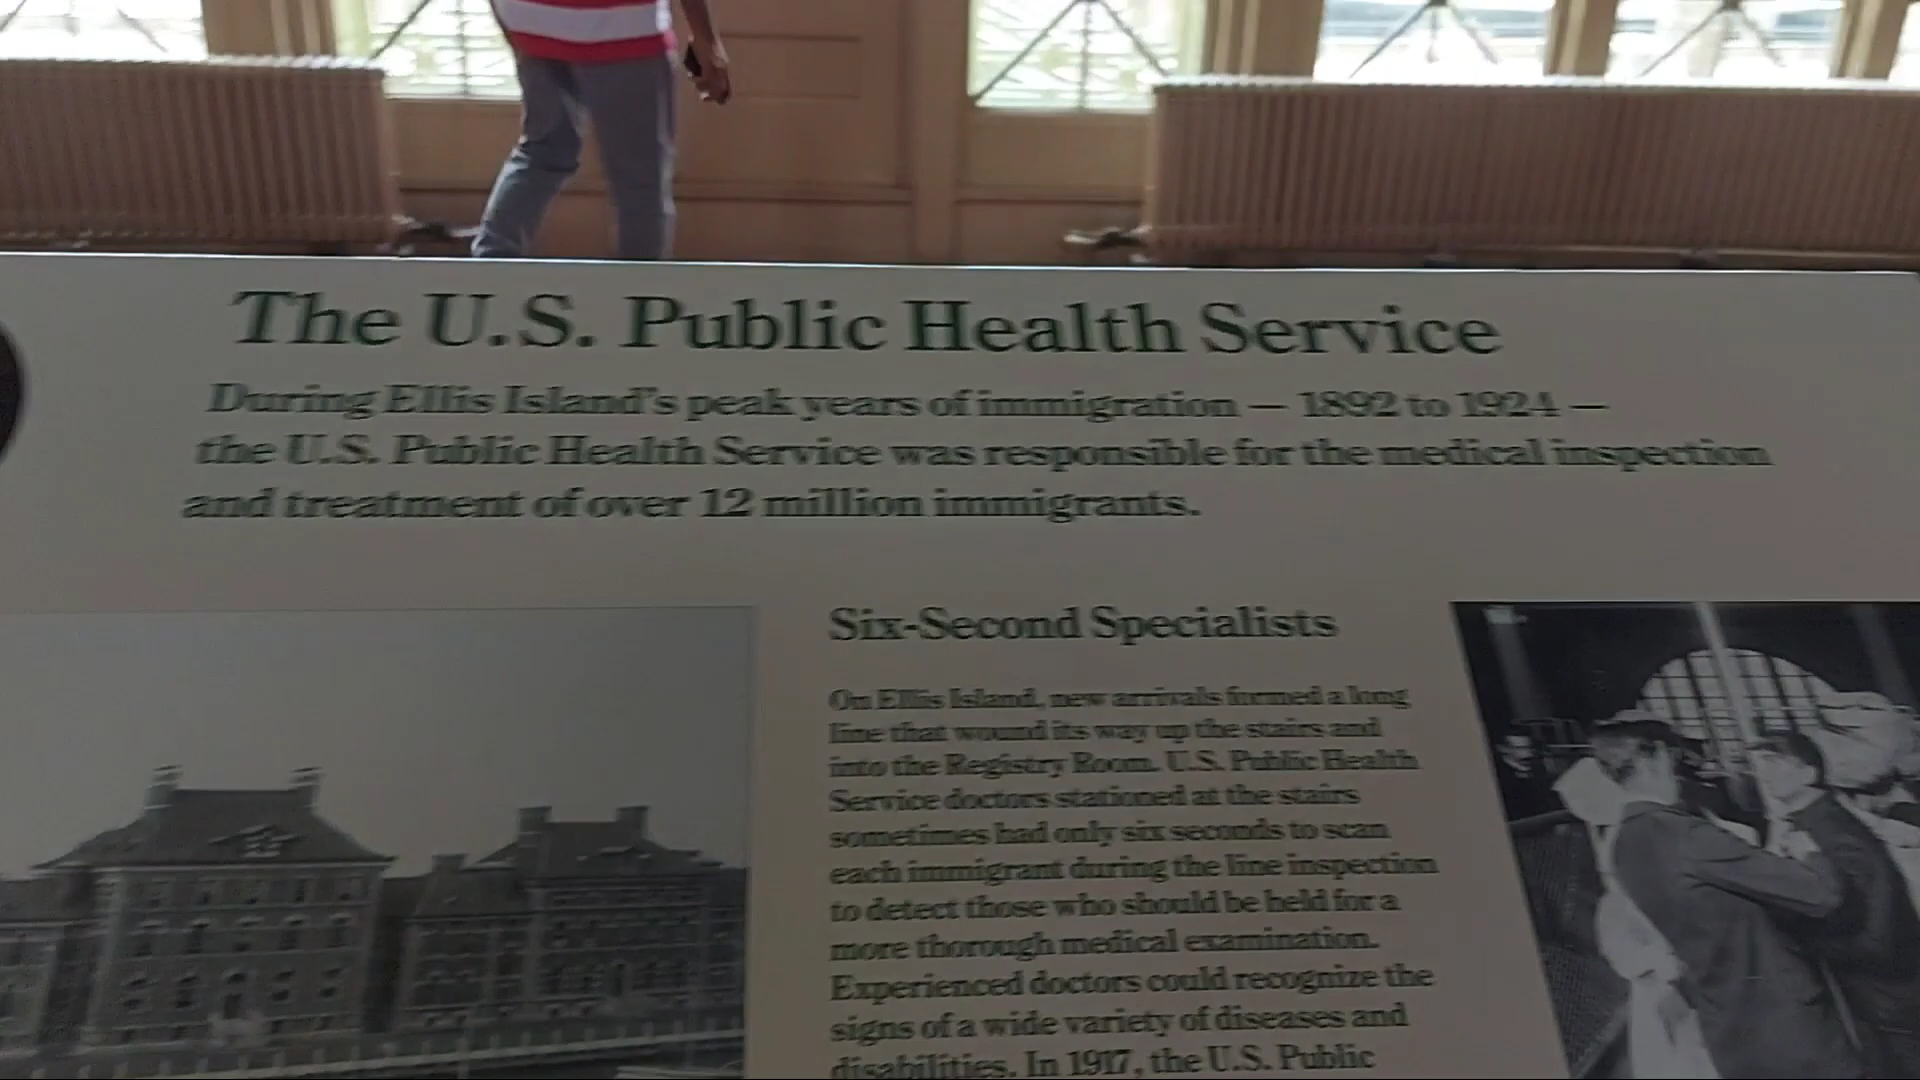 The U.S. Public Health Service
During Ellis Island's peak years of immigration — 1892 to 1924 —
the U.S. Public Health Service was responsible for the medical inspection
and treatment of over 12 million immigrants.
Six-Second Specialists
On Ellis Island, new arrivals formed a long
line that wound its way up the stairs and
into the Registry Room. U.S. Public Health
Service doctors stationed at the stairs
sometimes had only six seconds to scan
each immigrant during the line inspection
to detect those who should be held for a
more thorough medical examination.
Experienced doctors could recognize the
signs of a wide variety of diseases and
disabilities. In 1917, the U.S. Public